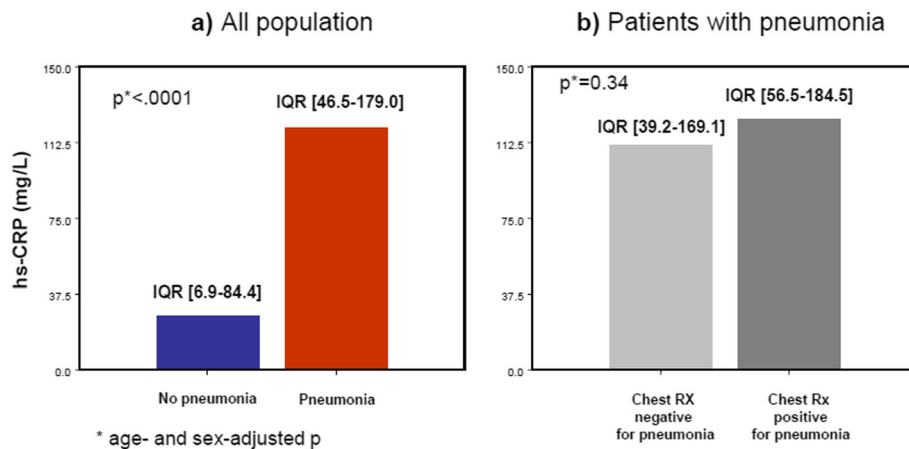 a) All population
b) Patients with pneumonia
hs-CRP (mg/L)
150.0
112.5
75.0
37.5
0.0
p*<.0001
IQR [46.5-179.0]
IQR [6.9-84.4]
No pneumonia
Pneumonia
* age- and sex-adjusted p
150.0
112.5
75.0
37.5
0.0
p*=0.34
IQR [56.5-184.5]
IQR [39.2-169.1]
Chest RX
negative
for pneumonia
Chest Rx
positive
for pneumonia